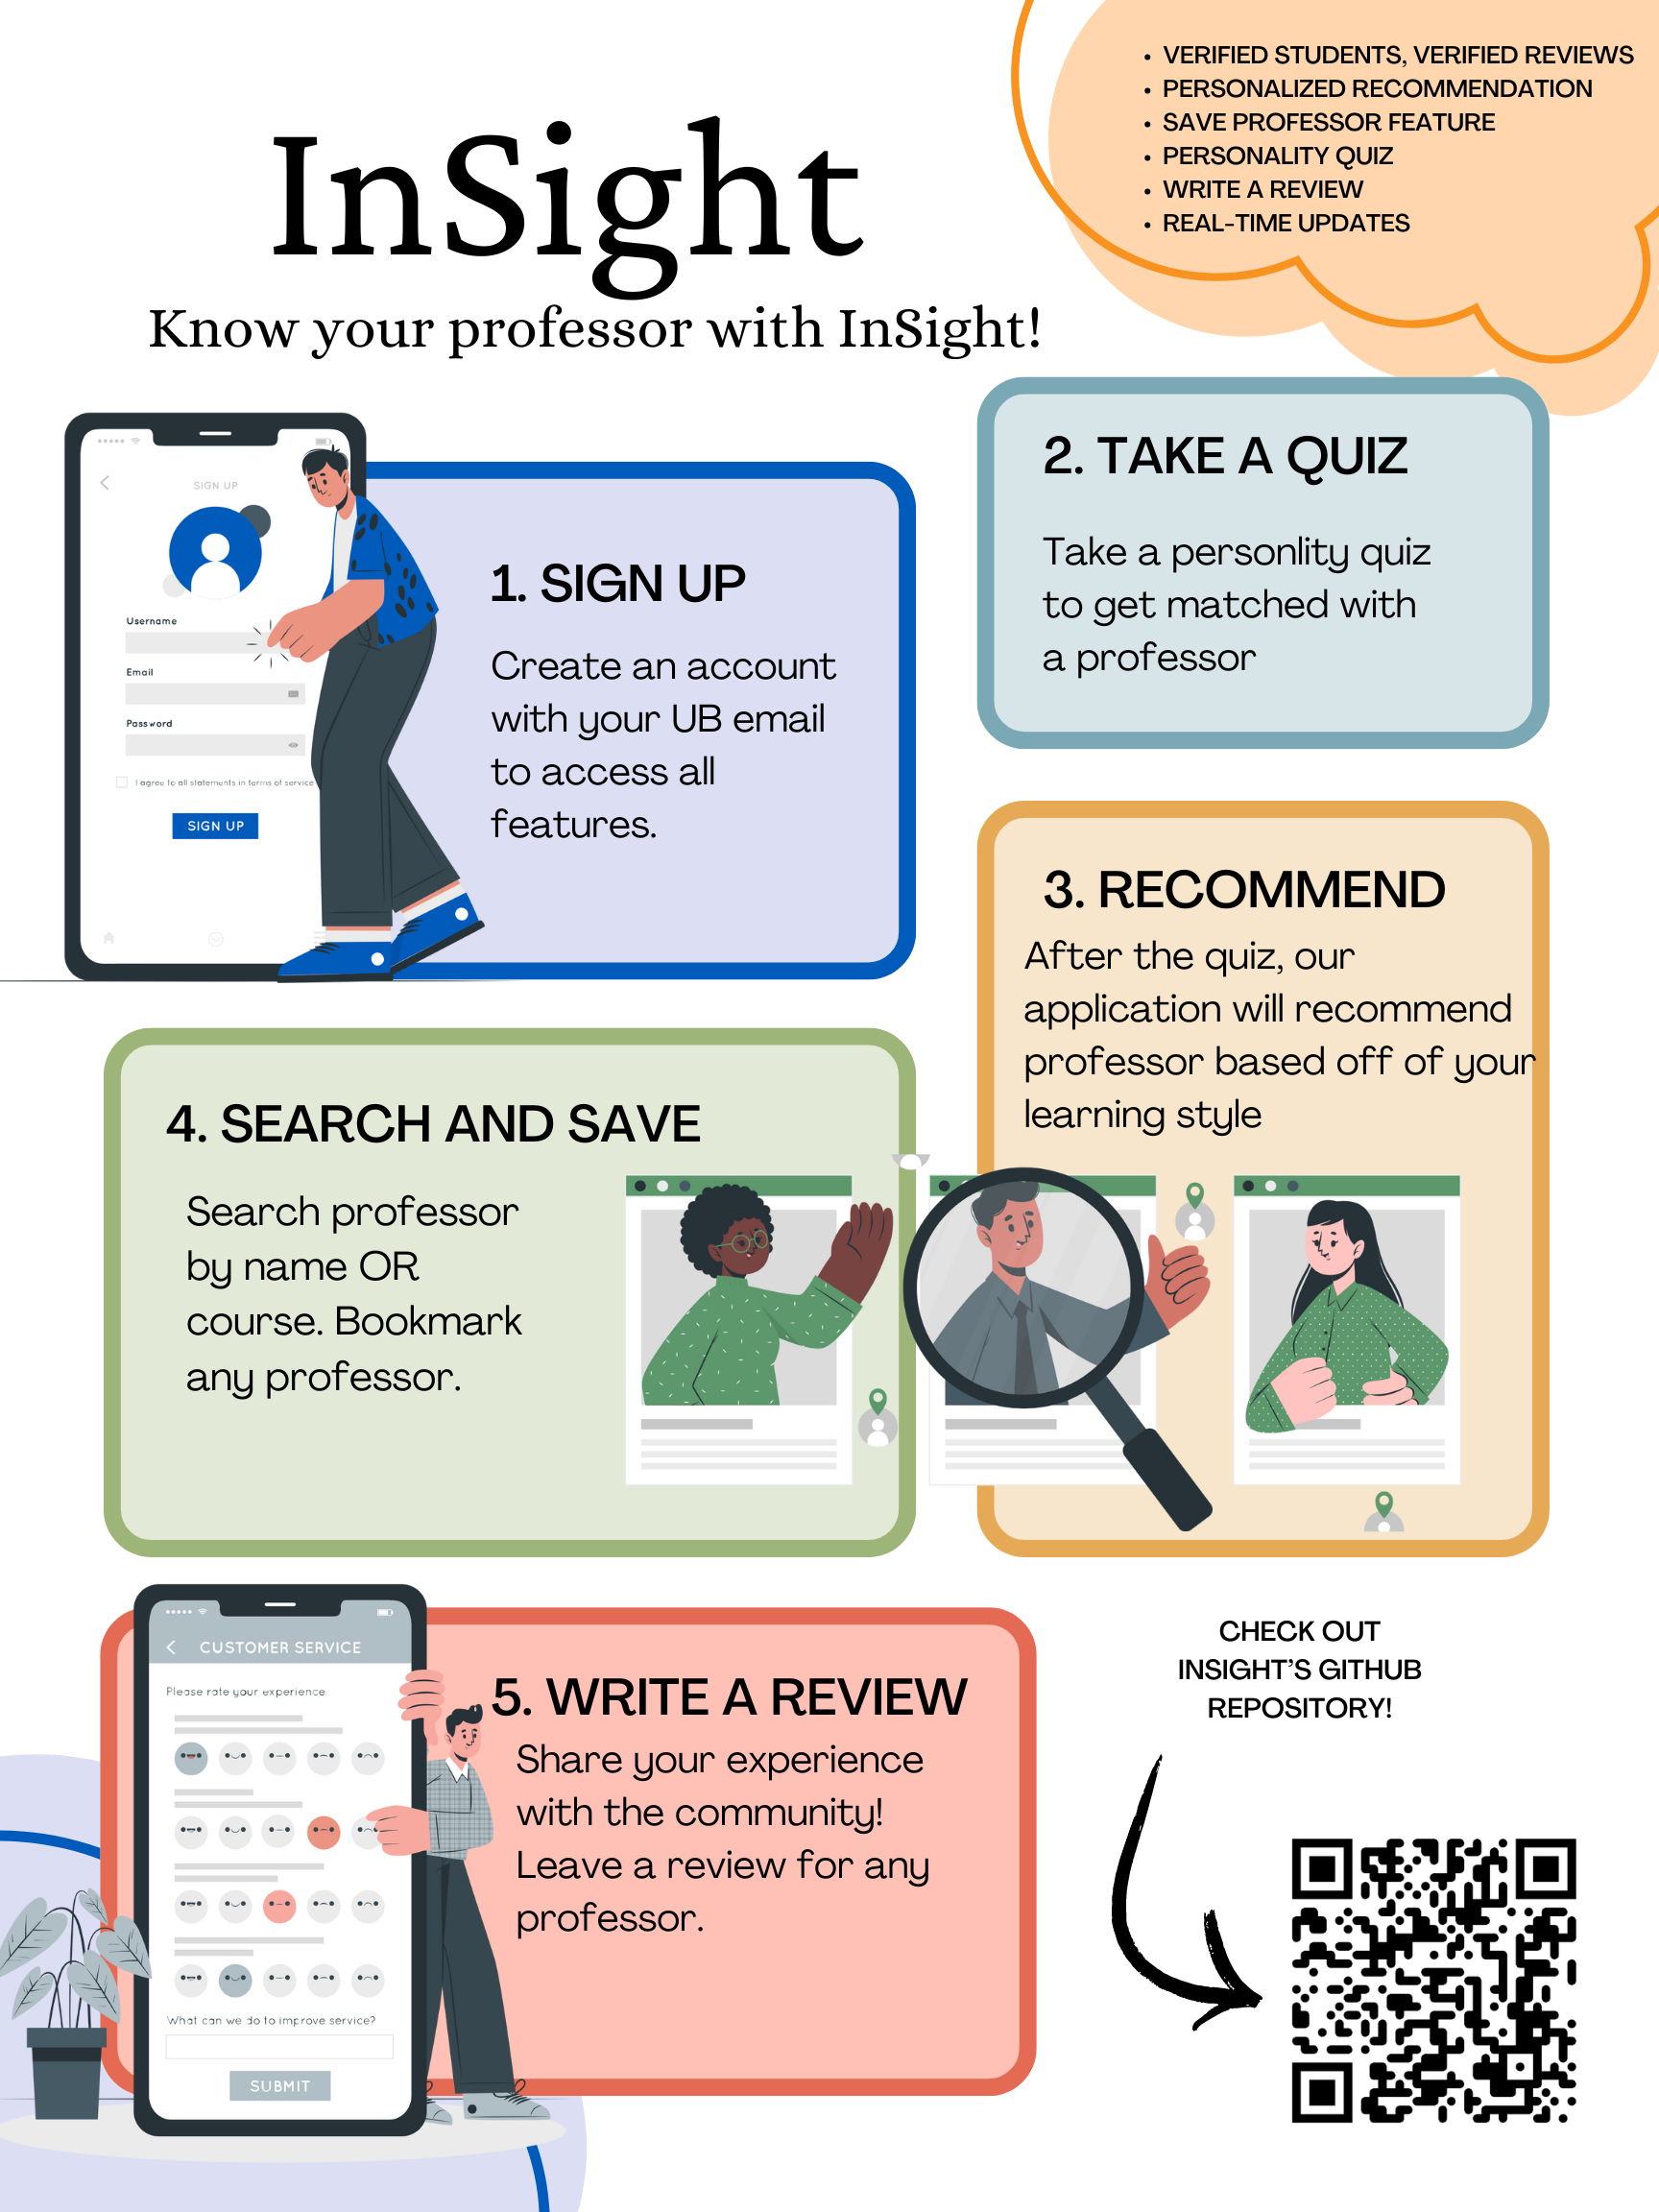 InSight
Know your professor with InSight!
• VERIFIED STUDENTS, VERIFIED REVIEWS
• PERSONALIZED RECOMMENDATION
• SAVE PROFESSOR FEATURE
• PERSONALITY QUIZ
• WRITE A REVIEW
• REAL-TIME UPDATES
SIGN UP
Username
Email
Password
I agree to all statements in terms of service
SIGN UP
1. SIGN UP
Create an account
with your UB email
to access all
features.
2. TAKE A QUIZ
Take a personlity quiz
to get matched with
a professor
3. RECOMMEND
After the quiz, our
application will recommend
professor based off of your
learning style
4. SEARCH AND SAVE
Search professor
by name OR
course. Bookmark
any professor.
CUSTOMER SERVICE
Please rate your experience
What can we do to improve service?
SUBMIT
5. WRITE A REVIEW
Share your experience
with the community!
Leave a review for any
professor.
CHECK OUT
INSIGHT'S GITHUB
REPOSITORY!